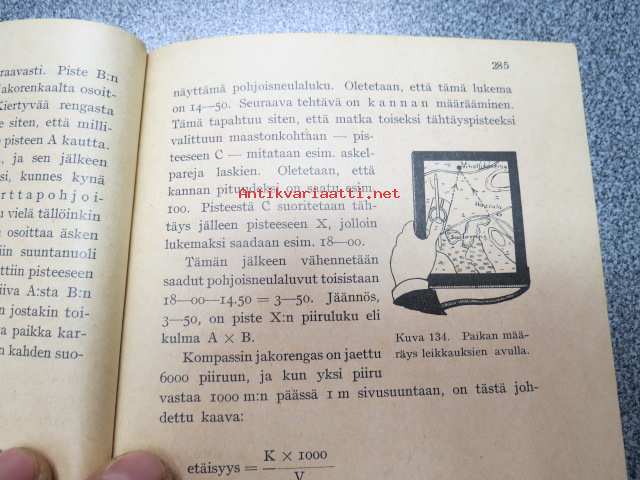 raavasti. Piste B:n
jakorenkaalta osoit-
Kiertyvää rengasta
e siten, että milli-
pisteen A kautta.
, ja sen jälkeen
si, kunnes kynä
rttapohjoi-
u vielä tällöinkin
osoittaa äsken
iin suuntanuoli
ettiin pisteeseen
iiva A:sta B:n
jostakin toi-
va paikka kar-
n kahden suo-
285
näyttämä pohjoisneulaluku. Oletetaan, että tämä lukema
on 14—50. Seuraava tehtävä on kannan määrääminen.
Tämä tapahtuu siten, että matka toiseksi tähtäyspisteeksi
valittuun maastonkohtaan — pis-
teeseen C — mitataan esim. askel-
pareja laskien. Oletetaan, että
kannan pituudeksi on saatu esim.
100. Pisteestä C suoritetaan täh-
täys jälleen pisteeseen X, jolloin
lukemaksi saadaan esim. 18—00.
Tämän jälkeen vähennetään
saadut pohjoisneulaluvut toisistaan
18—00—14.50 = 3—50. Jäännös,
3—50, on piste X:n piiruluku eli
kulma A × B.
Kompassin jakorengas on jaettu
6000 piiruun, ja kun yksi piiru
vastaa 1000 m:n päässä 1 m sivusuuntaan, on tästä joh-
dettu kaava:
etäisyys = K × 1000
V
Kuva 134. Paikan mää-
räys leikkauksien avulla.
Antikvariaatti.net